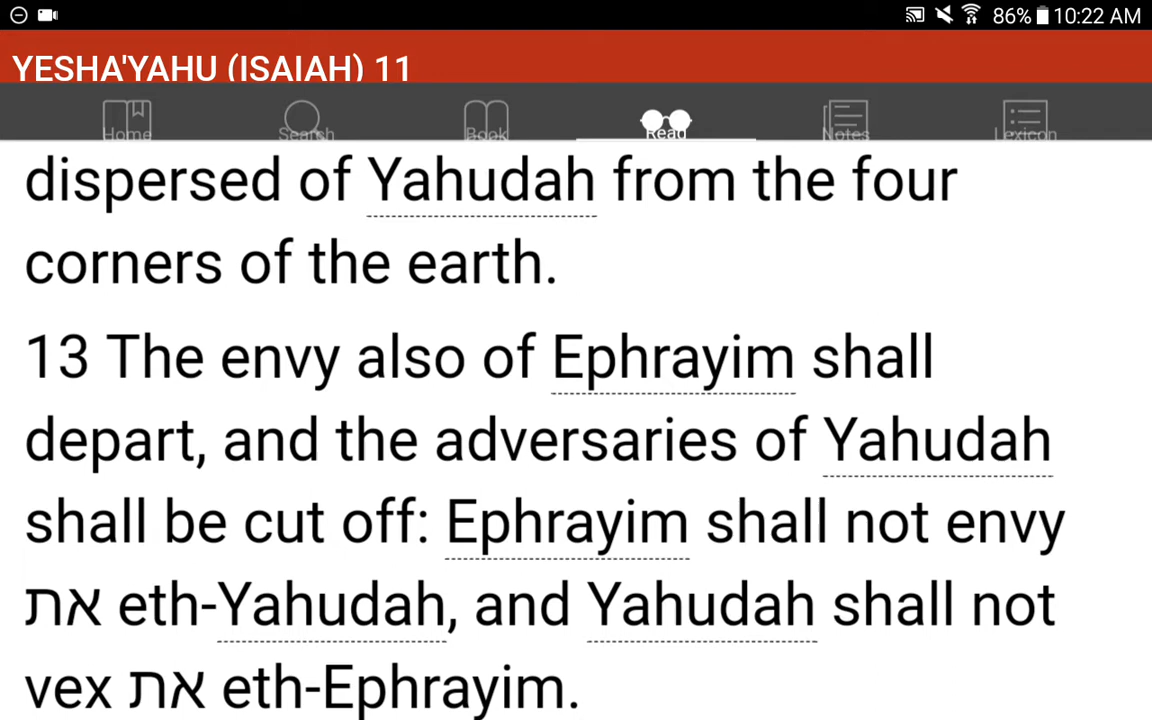 86% 10:22 AM
YESHA'YAHU (ISAIAH) 11
Home Search Book Read Notes Lexicon
dispersed of Yahudah from the four
corners of the earth.
13 The envy also of Ephrayim shall
depart, and the adversaries of Yahudah
shall be cut off: Ephrayim shall not envy
את eth-Yahudah, and Yahudah shall not
vex את eth-Ephrayim.